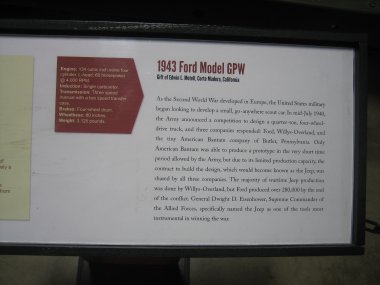 Engine: 134 cubic inch inline four
cylinder, L-head; 60 horsepower
@ 4,000 RPM.
Induction: Single carburetor.
Transmission: Three-speed
manual with a two-speed transfer
case.
Brakes: Four-wheel drum.
Wheelbase: 80 inches.
Weight: 3,120 pounds.
1943 Ford Model GPW
Gift of Edwin C. Metell, Corte Madera, California
As the Second World War developed in Europe, the United States military
began looking to develop a small, go-anywhere scout car. In mid-July 1940,
the Army announced a competition to design a quarter-ton, four-wheel-
drive truck, and three companies responded: Ford, Willys-Overland, and
the tiny American Bantam company of Butler, Pennsylvania. Only
American Bantam was able to produce a prototype in the very short time
period allowed by the Army, but due to its limited production capacity, the
contract to build the design, which would become known as the Jeep, was
shared by all three companies. The majority of wartime Jeep production
was done by Willys-Overland, but Ford produced over 280,000 by the end
of the conflict. General Dwight D. Eisenhower, Supreme Commander of
the Allied Forces, specifically named the Jeep as one of the tools most
instrumental in winning the war.